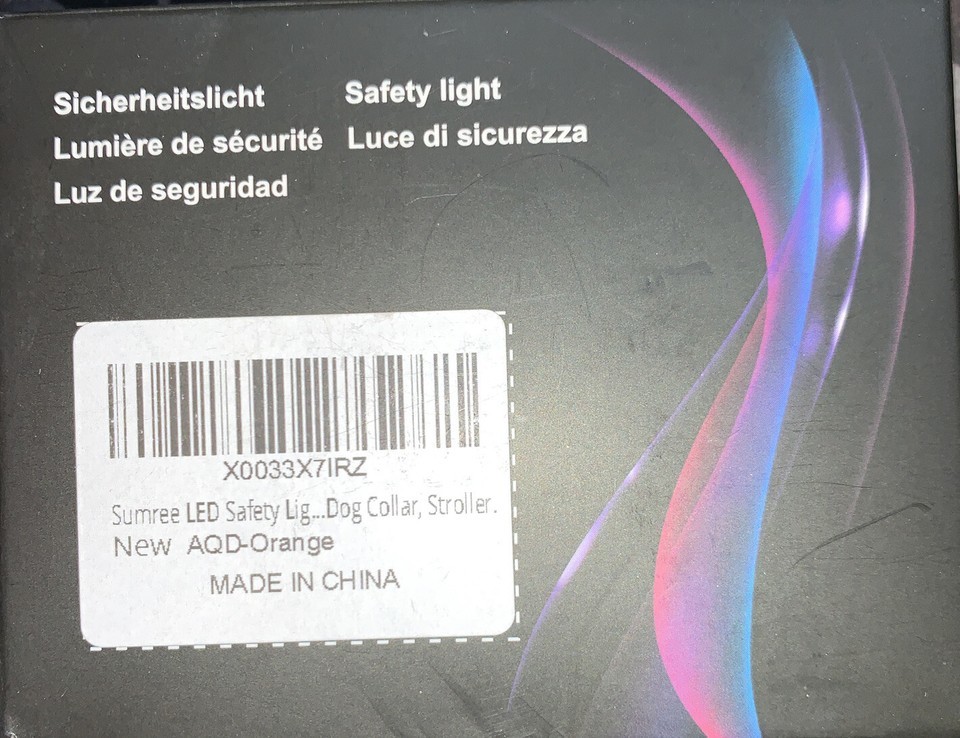 Sicherheitslicht
Lumière de sécurité
Luz de seguridad
Safety light
Luce di sicurezza
X0033X7IRZ
Sumree LED Safety Lig...Dog Collar, Stroller.
New AQD-Orange
MADE IN CHINA